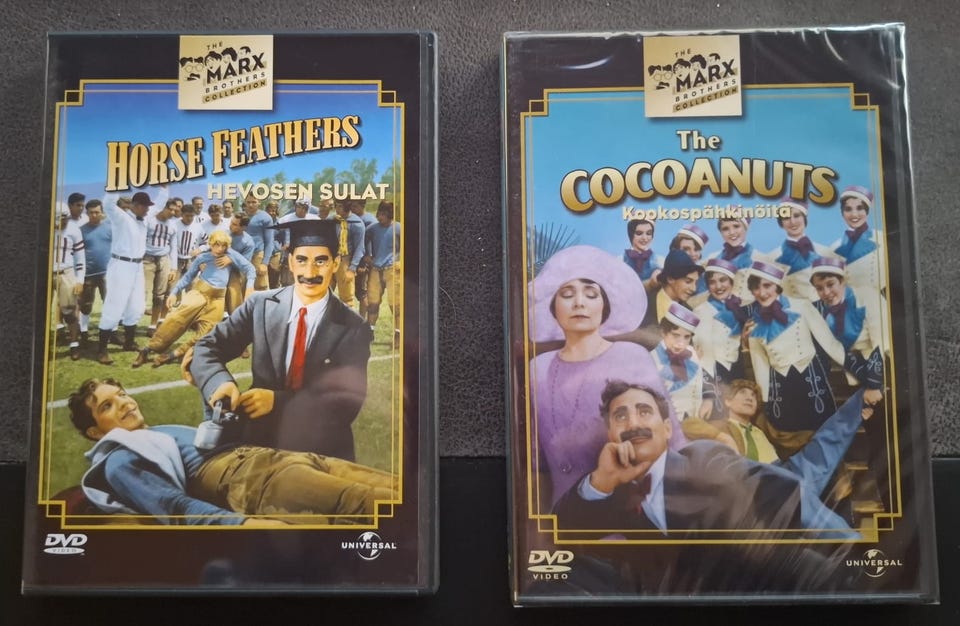 THE
MARX
BROTHERS
COLLECTION
HORSE FEATHERS
HEVOSEN SULAT
DVD
VIDEO
UNIVERSAL
THE
MARX
BROTHERS
COLLECTION
The
COCOANUTS
Kookospähkinöitä
DVD
VIDEO
UNIVERSAL